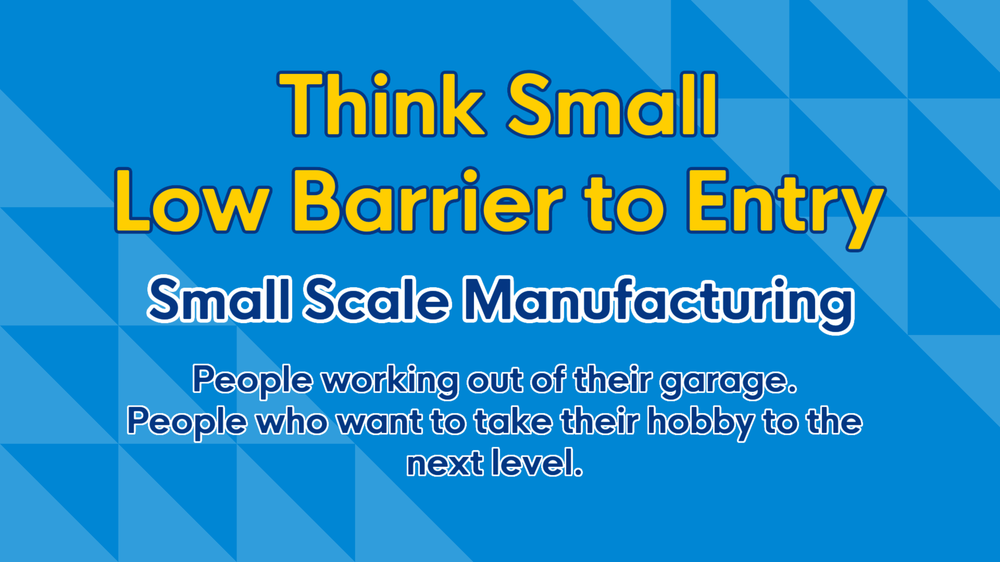 Think Small
Low Barrier to Entry
Small Scale Manufacturing
People working out of their garage.
People who want to take their hobby to the
next level.